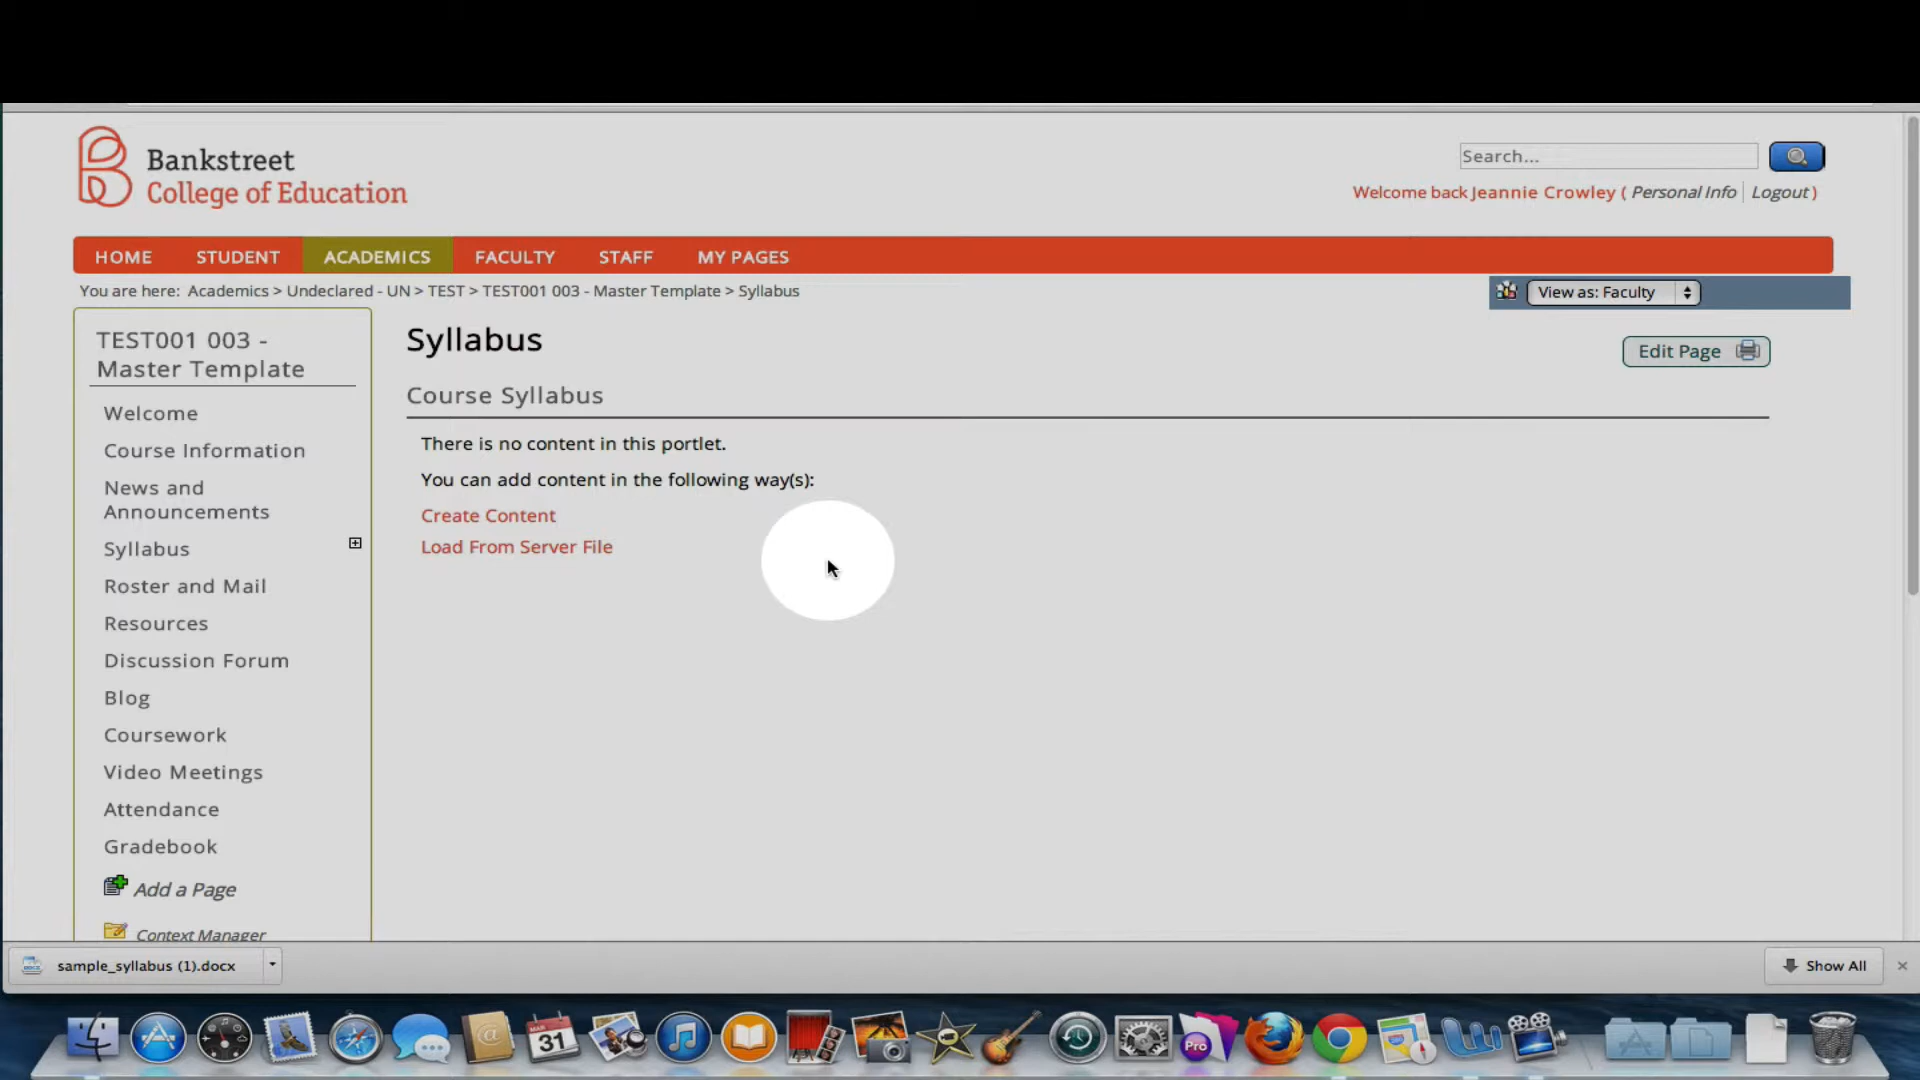 Bankstreet
College of Education
Search...
Welcome back Jeannie Crowley ( Personal Info | Logout )
HOME STUDENT ACADEMICS FACULTY STAFF MY PAGES
You are here: Academics > Undeclared - UN > TEST > TEST001 003 - Master Template > Syllabus
View as: Faculty
TEST001 003 -
Master Template
Welcome
Course Information
News and
Announcements
Syllabus
Roster and Mail
Resources
Discussion Forum
Blog
Coursework
Video Meetings
Attendance
Gradebook
Add a Page
Context Manager
Syllabus
Edit Page
Course Syllabus
There is no content in this portlet.
You can add content in the following way(s):
Create Content
Load From Server File
sample_syllabus (1).docx
Show All
MAR
31
Pro